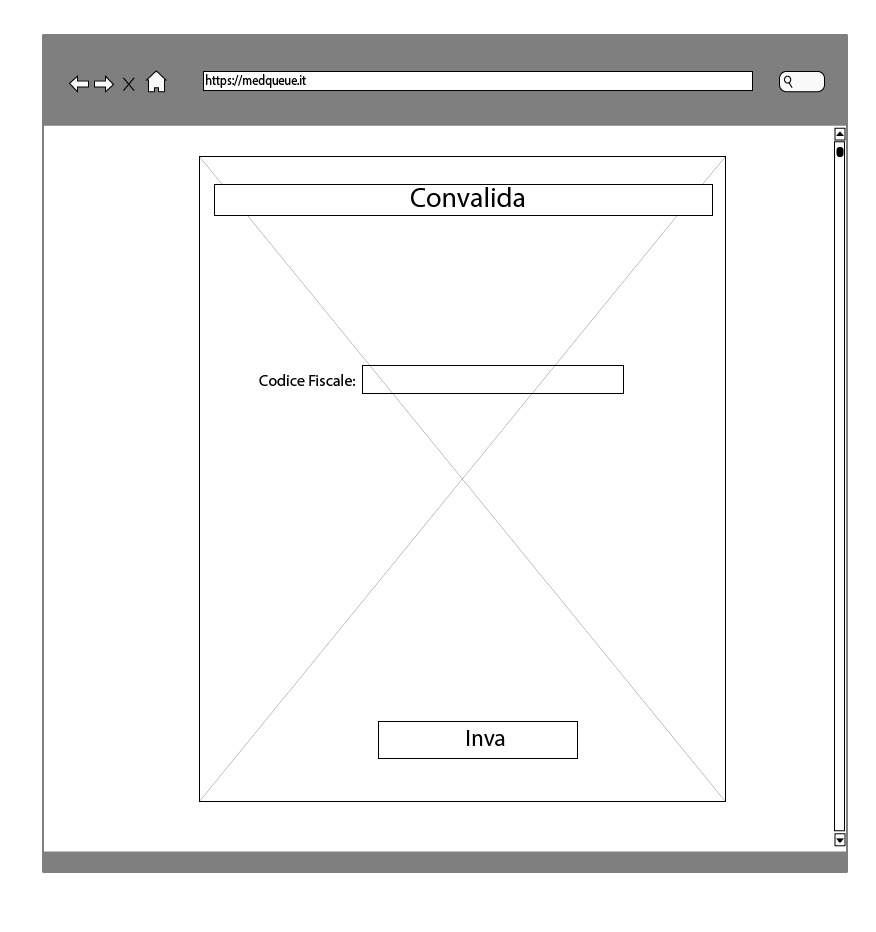 https://medqueue.it
Convalida
Codice Fiscale:
Inva